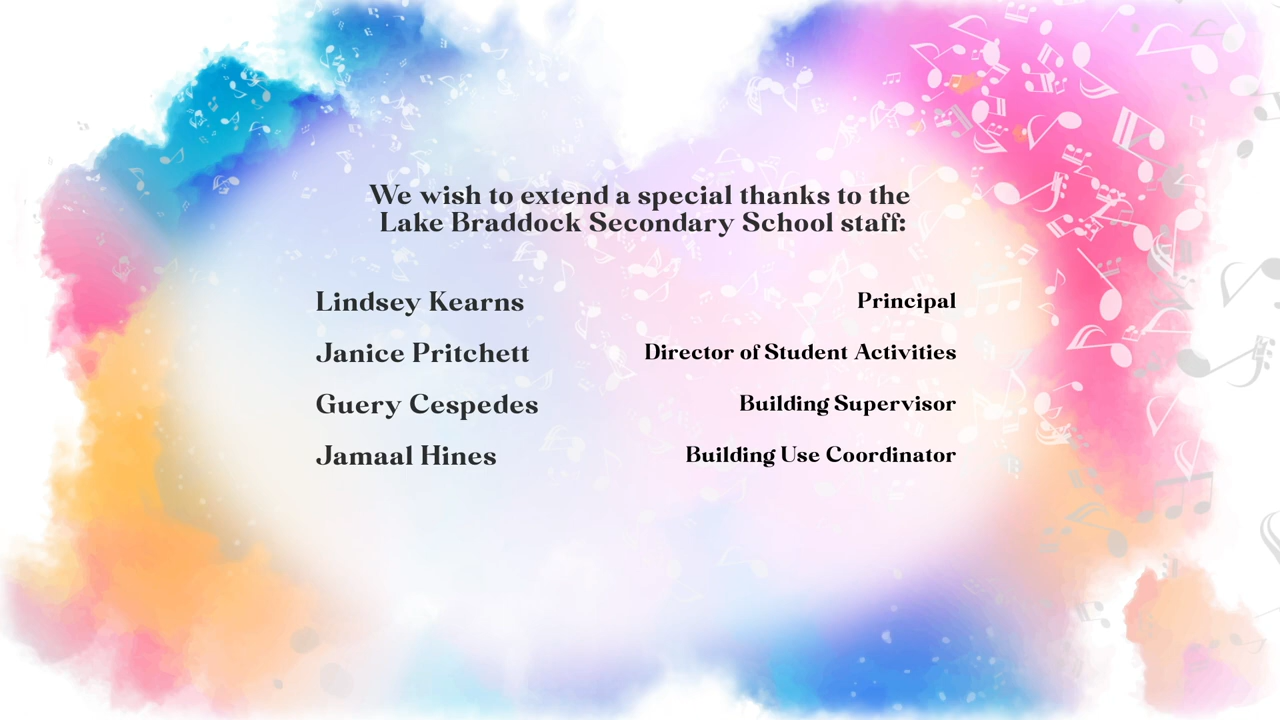 We wish to extend a special thanks to the
Lake Braddock Secondary School staff:
Lindsey Kearns Principal
Janice Pritchett Director of Student Activities
Guery Cespedes Building Supervisor
Jamaal Hines Building Use Coordinator